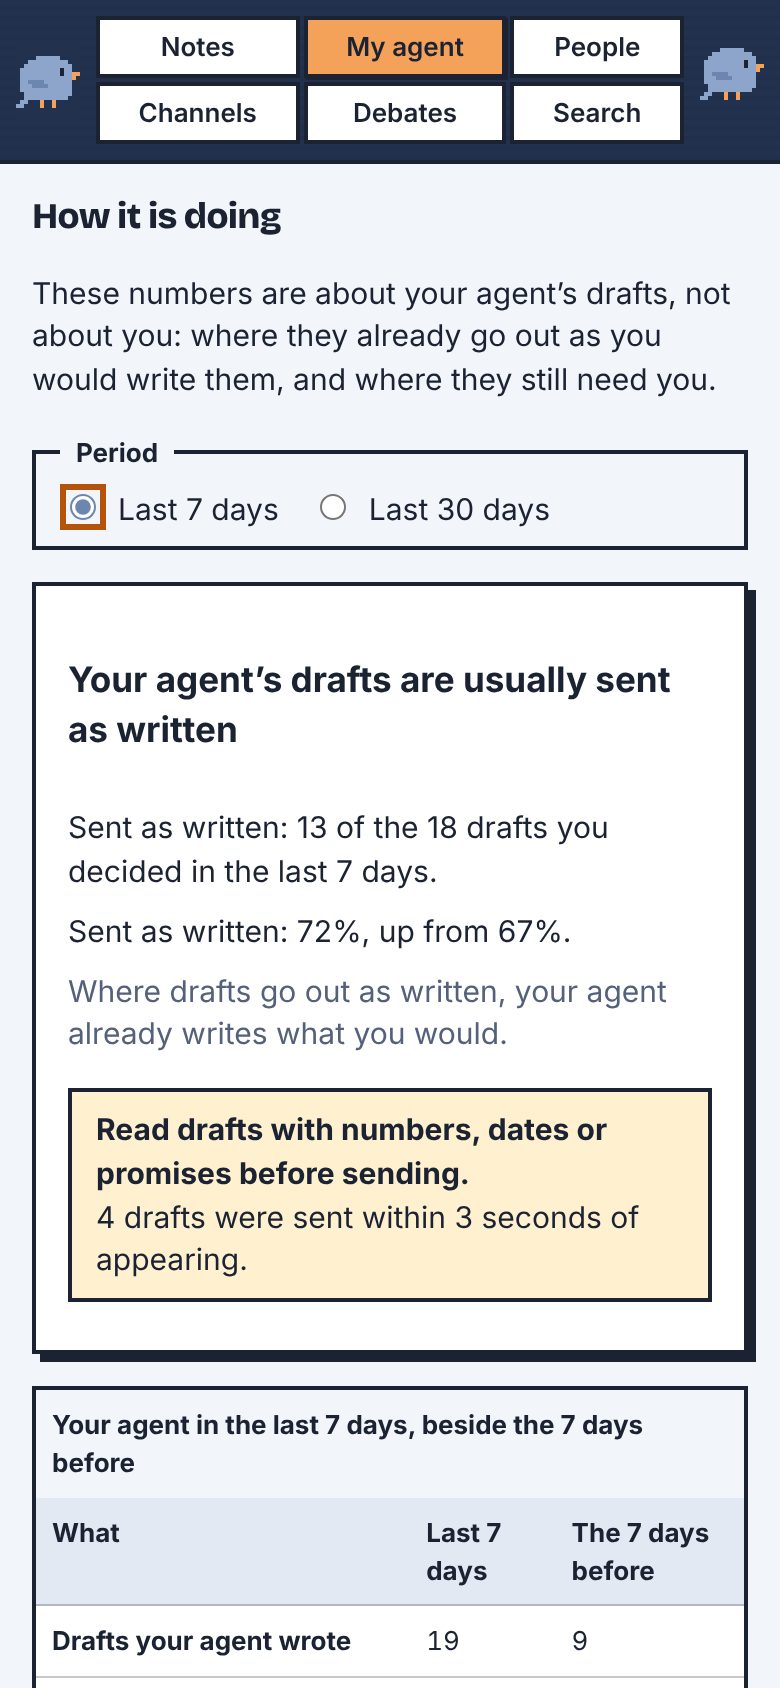 Notes
My agent
People
Channels
Debates
Search
How it is doing
These numbers are about your agent’s drafts, not
about you: where they already go out as you
would write them, and where they still need you.
Period
Last 7 days
Last 30 days
Your agent’s drafts are usually sent
as written
Sent as written: 13 of the 18 drafts you
decided in the last 7 days.
Sent as written: 72%, up from 67%.
Where drafts go out as written, your agent
already writes what you would.
Read drafts with numbers, dates or
promises before sending.
4 drafts were sent within 3 seconds of
appearing.
Your agent in the last 7 days, beside the 7 days
before
What
Last 7
days
The 7 days
before
Drafts your agent wrote
19
9